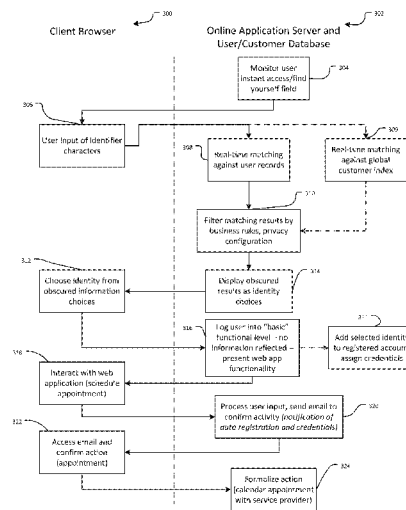 Client Browser
300
Online Application Server and
User/Customer Database
302
Monitor user
instant access/find
yourself field
304
306
User input of identifier
characters
308
Real-time matching
against user records
309
Real-time matching
against global
customer index
310
Filter matching results by
business rules, privacy
configuration
312
Choose identity from
obscured information
choices
314
Display obscured
results as identity
choices
316
Log user into "basic"
functional level – no
information reflected –
present web app
functionality
Add selected identity
to registered account
assign credentials
Interact with web
application (schedule
appointment)
320
Process user input, send email to
confirm activity (notification of
auto registration and credentials)
322
Access email and
confirm action
(appointment)
324
Formalize action
(calendar appointment
with service provider)